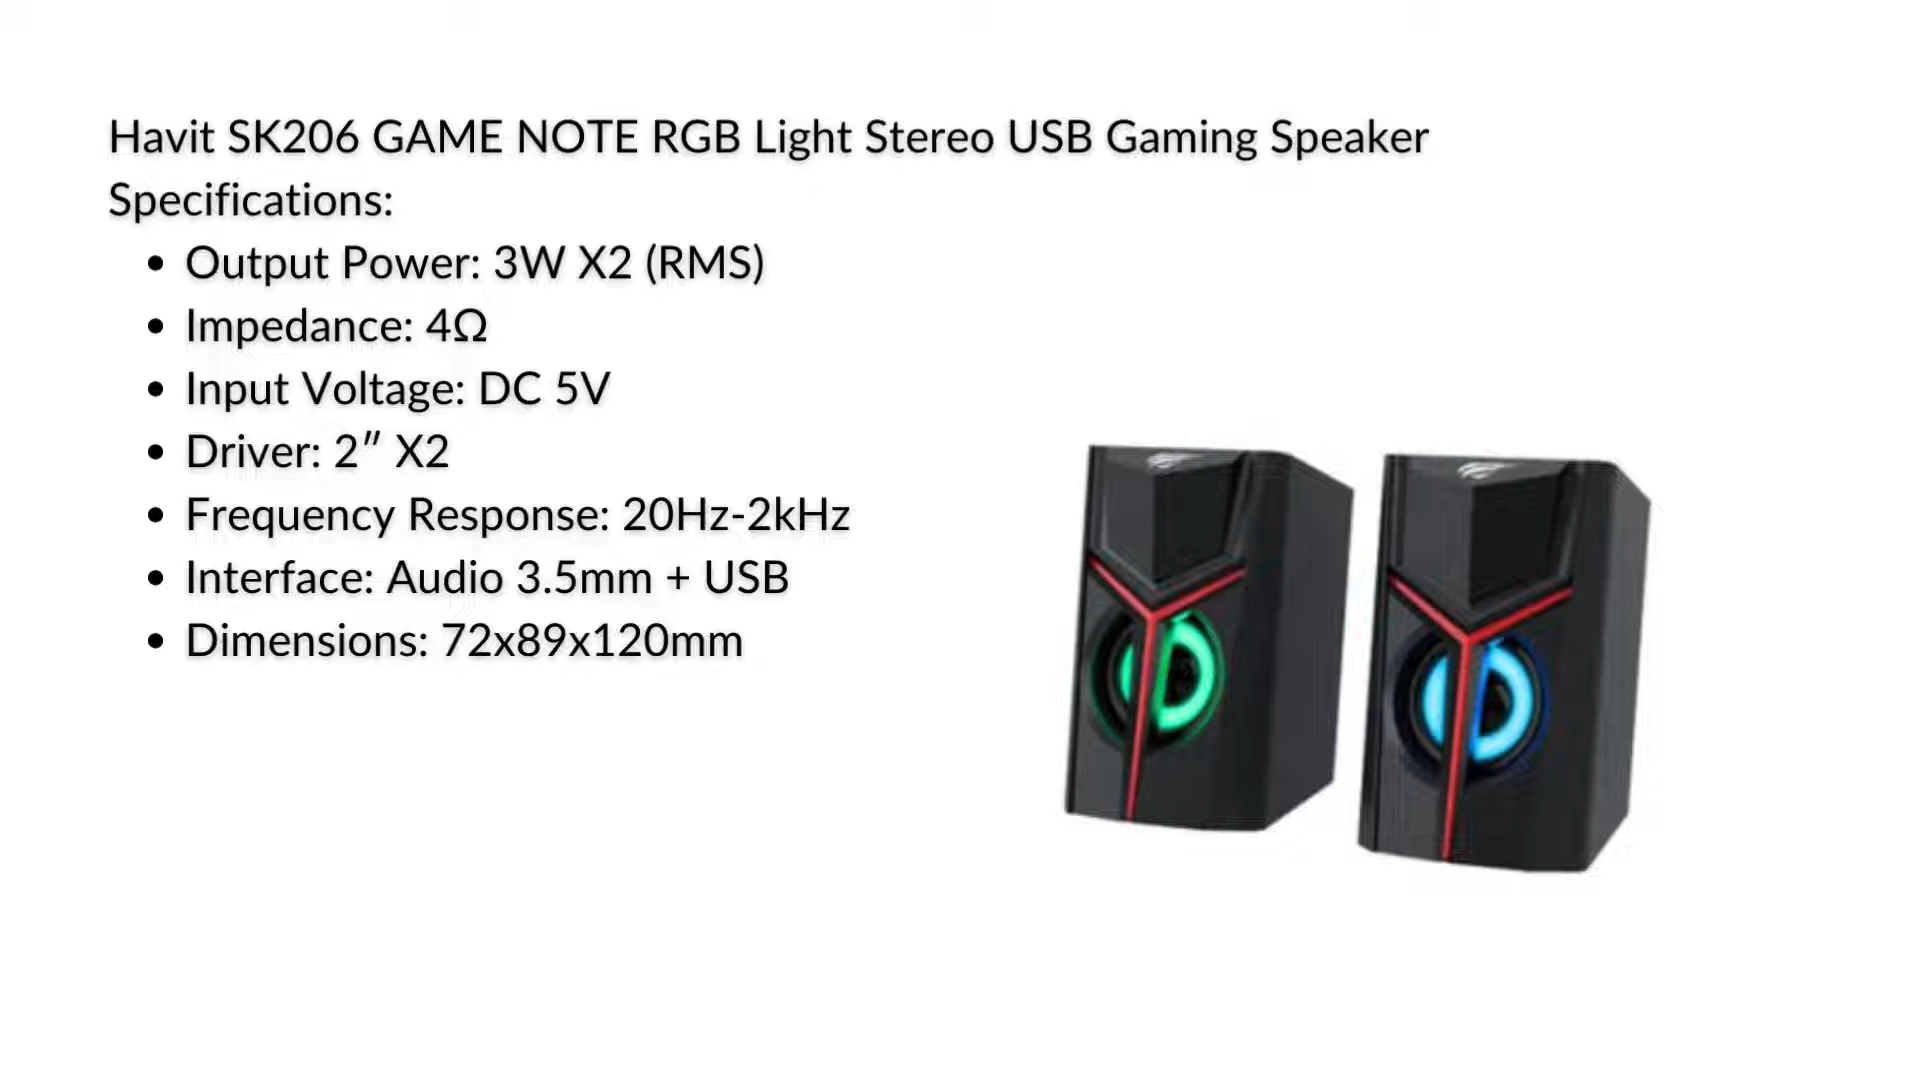 Havit SK206 GAME NOTE RGB Light Stereo USB Gaming Speaker
Specifications:
• Output Power: 3W X2 (RMS)
• Impedance: 4Ω
• Input Voltage: DC 5V
• Driver: 2″ X2
• Frequency Response: 20Hz-2kHz
• Interface: Audio 3.5mm + USB
• Dimensions: 72x89x120mm